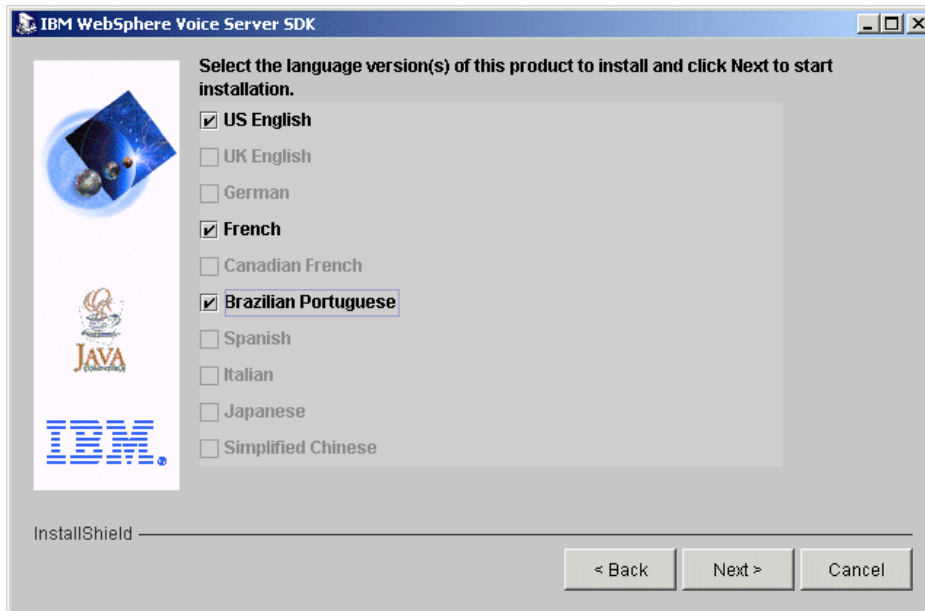 IBM WebSphere Voice Server SDK
Select the language version(s) of this product to install and click Next to start
installation.
US English
UK English
German
French
Canadian French
Brazilian Portuguese
Spanish
Italian
Japanese
Simplified Chinese
JAVA
IBM
InstallShield
< Back
Next >
Cancel